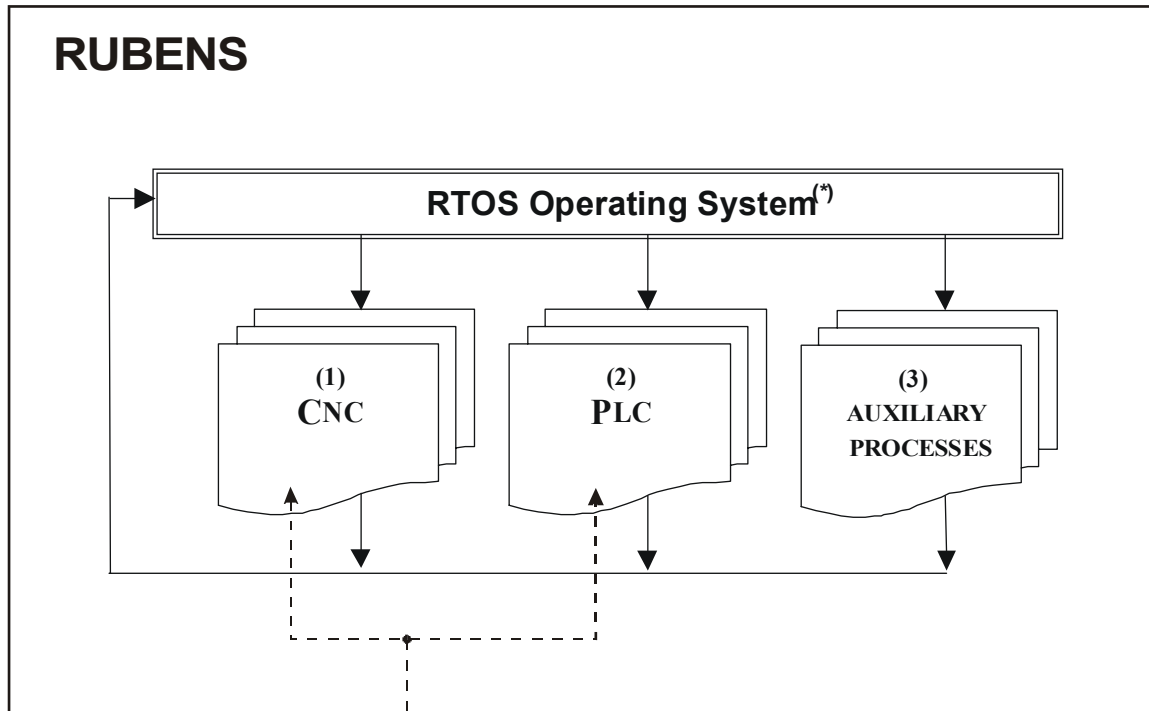 RUBENS
RTOS Operating System(*)
(1)
CNC
(2)
PLC
(3)
AUXILIARY
PROCESSES